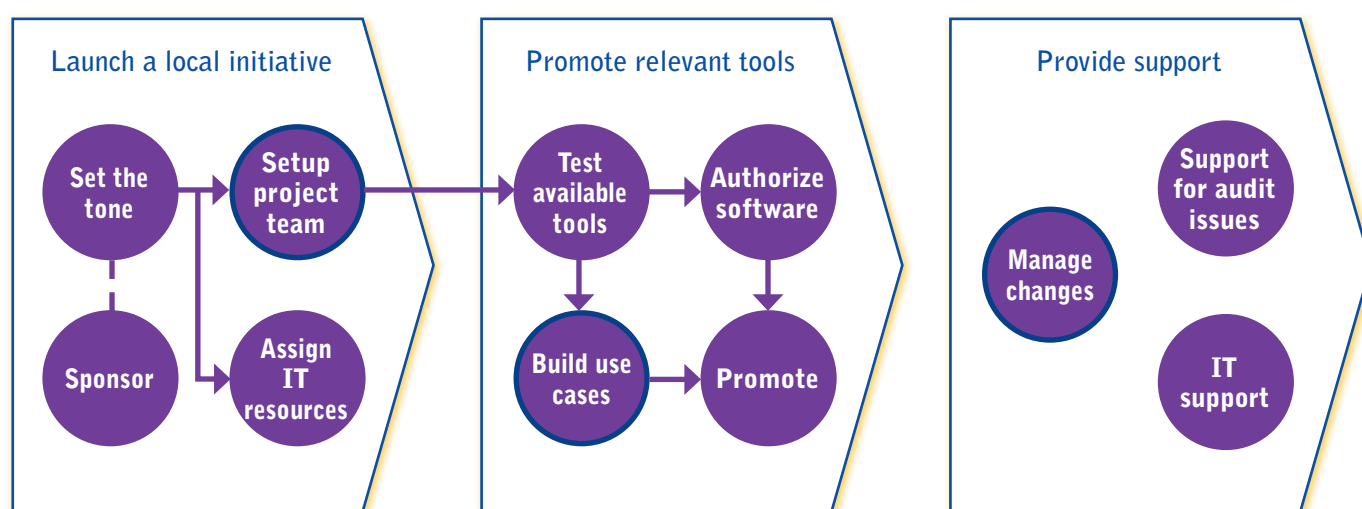 Launch a local initiative
Set the
tone
Setup
project
team
Sponsor
Assign
IT
resources
Promote relevant tools
Test
available
tools
Authorize
software
Build use
cases
Promote
Provide support
Manage
changes
Support
for audit
issues
IT
support